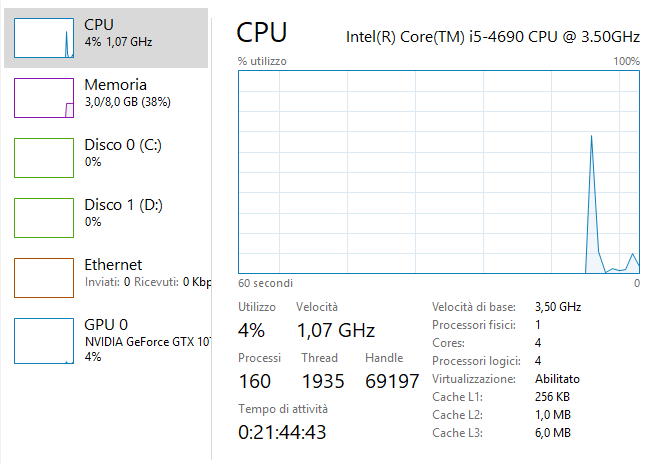 CPU
4% 1,07 GHz
Memoria
3,0/8,0 GB (38%)
Disco 0 (C:)
0%
Disco 1 (D:)
0%
Ethernet
Inviati: 0 Ricevuti: 0 Kbp
GPU 0
NVIDIA GeForce GTX 107
4%
CPU
Intel(R) Core(TM) i5-4690 CPU @ 3.50GHz
% utilizzo 100%
60 secondi 0
Utilizzo Velocità
4% 1,07 GHz
Processi Thread Handle
160 1935 69197
Tempo di attività
0:21:44:43
Velocità di base: 3,50 GHz
Processori fisici: 1
Cores: 4
Processori logici: 4
Virtualizzazione: Abilitato
Cache L1: 256 KB
Cache L2: 1,0 MB
Cache L3: 6,0 MB